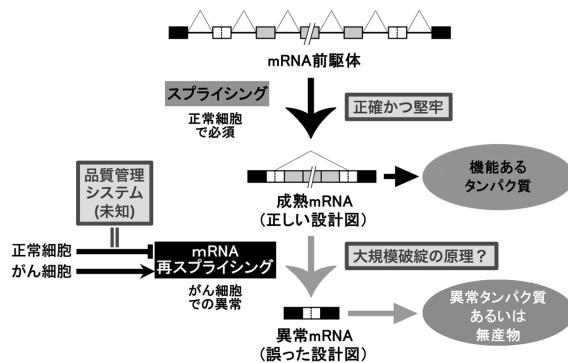 mRNA前駆体
スプライシング
正常細胞
で必須
正確かつ堅牢
成熟mRNA
(正しい設計図)
機能ある
タンパク質
品質管理
システム
(未知)
正常細胞
がん細胞
mRNA
再スプライシング
がん細胞
での異常
大規模破綻の原理？
異常mRNA
(誤った設計図)
異常タンパク質
あるいは
無産物